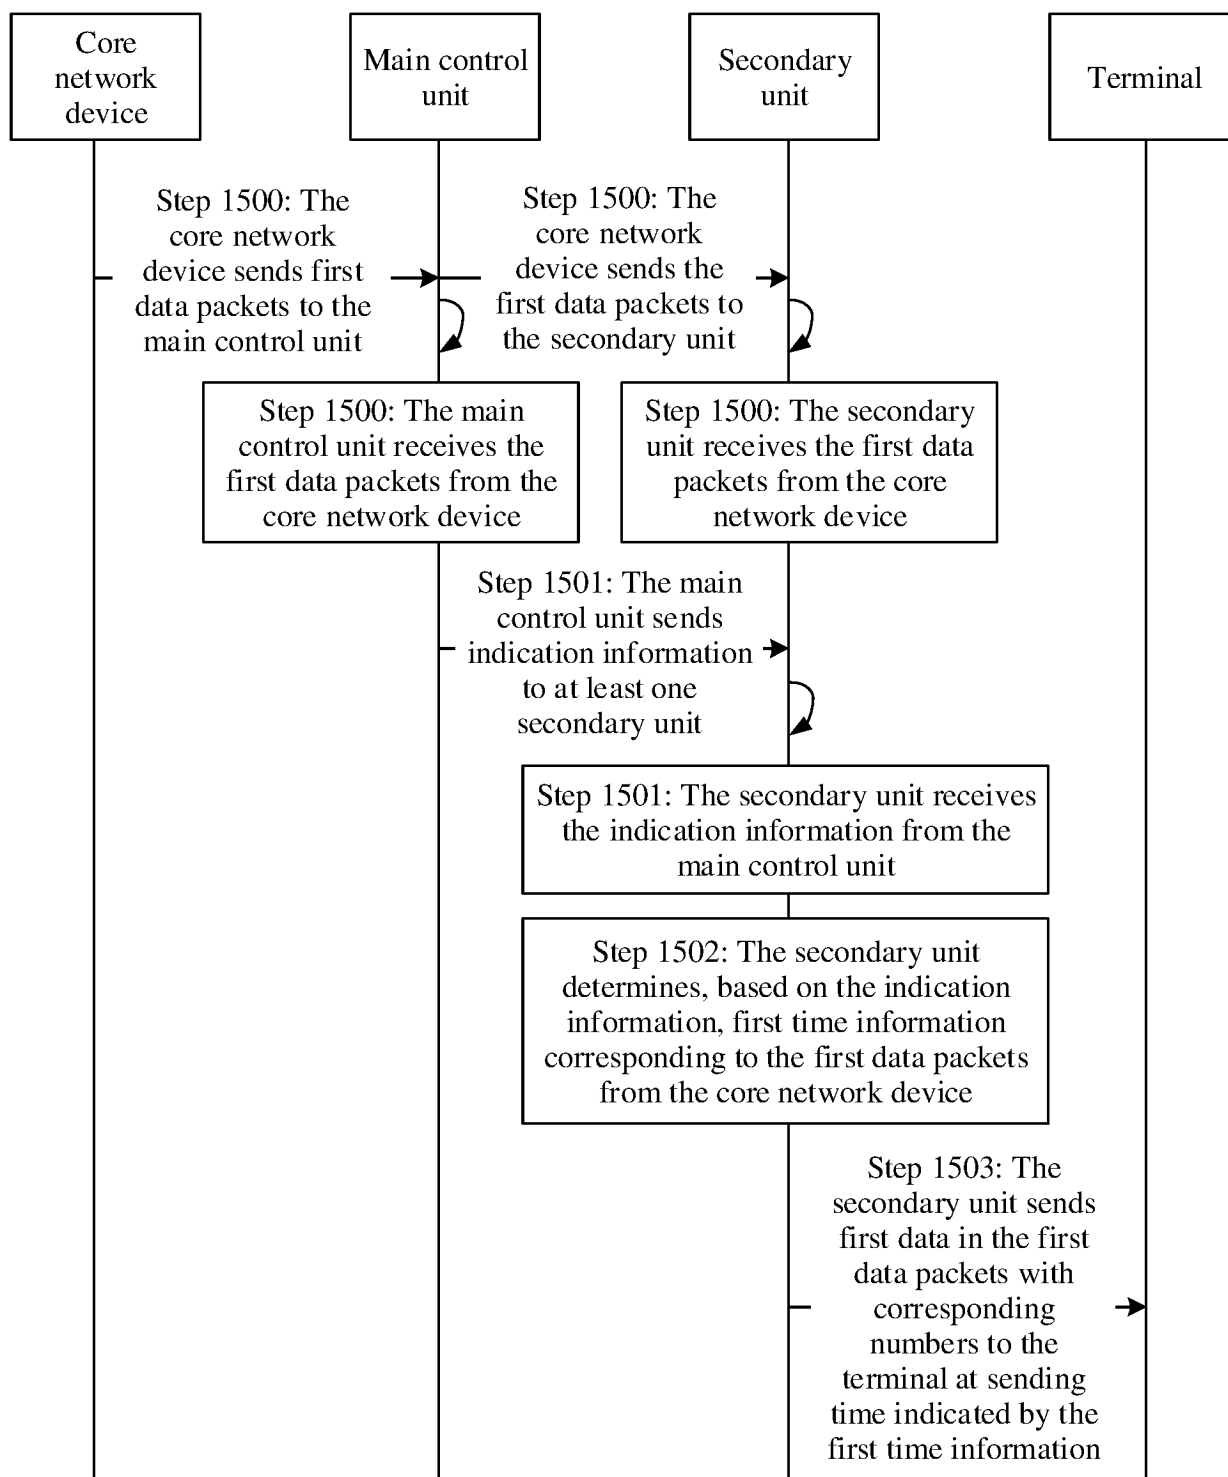 Core
network
device
Main control
unit
Secondary
unit
Terminal
Step 1500: The
core network
device sends first
data packets to the
main control unit
Step 1500: The
core network
device sends the
first data packets to
the secondary unit
Step 1500: The main
control unit receives the
first data packets from the
core network device
Step 1500: The secondary
unit receives the first data
packets from the core
network device
Step 1501: The main
control unit sends
indication information
to at least one
secondary unit
Step 1501: The secondary unit receives
the indication information from the
main control unit
Step 1502: The secondary unit
determines, based on the indication
information, first time information
corresponding to the first data packets
from the core network device
Step 1503: The
secondary unit sends
first data in the first
data packets with
corresponding
numbers to the
terminal at sending
time indicated by the
first time information